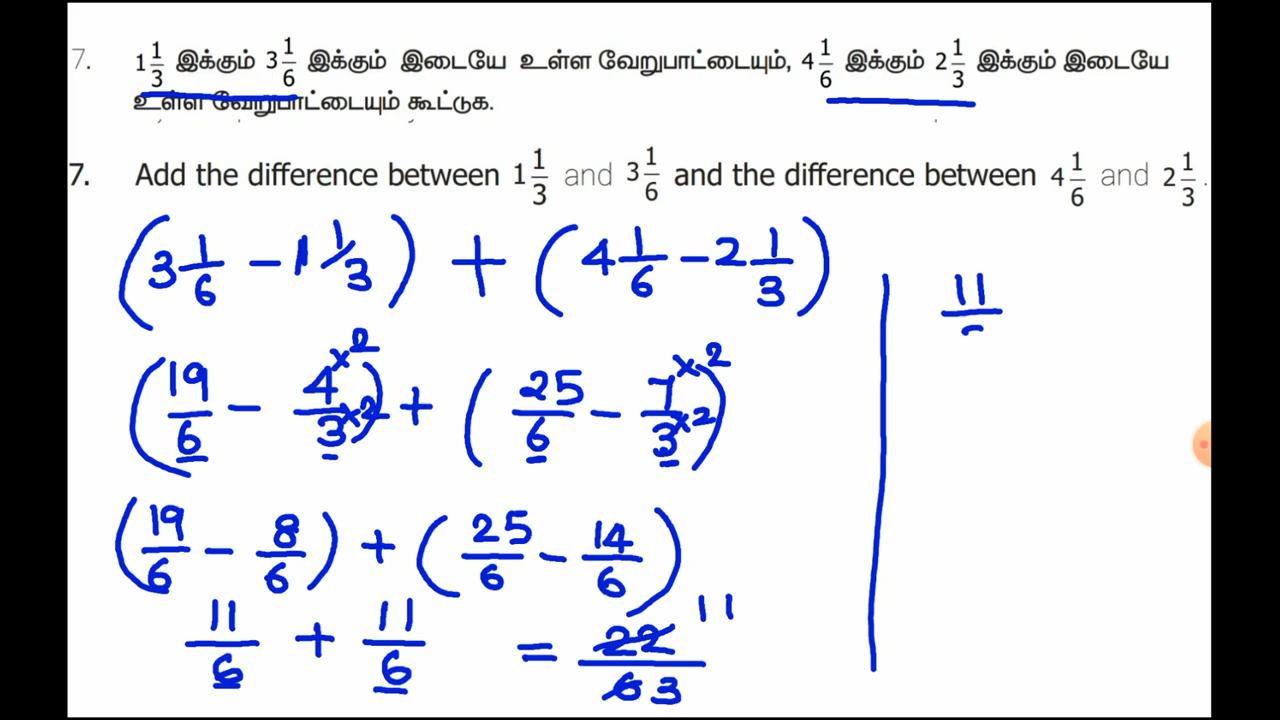 7. 1 1/3 இக்கும் 3 1/6 இக்கும் இடையே உள்ள வேறுபாட்டையும், 4 1/6 இக்கும் 2 1/3 இக்கும் இடையே
உள்ள வேறுபாட்டையும் கூட்டுக.
7. Add the difference between 1 1/3 and 3 1/6 and the difference between 4 1/6 and 2 1/3.
(3 1/6 - 1 1/3) + (4 1/6 - 2 1/3)
11/
(19/6 - 4×2/3×2) + (25/6 - 7×2/3×2)
(19/6 - 8/6) + (25/6 - 14/6)
11/6 + 11/6 = 22/6 11/3